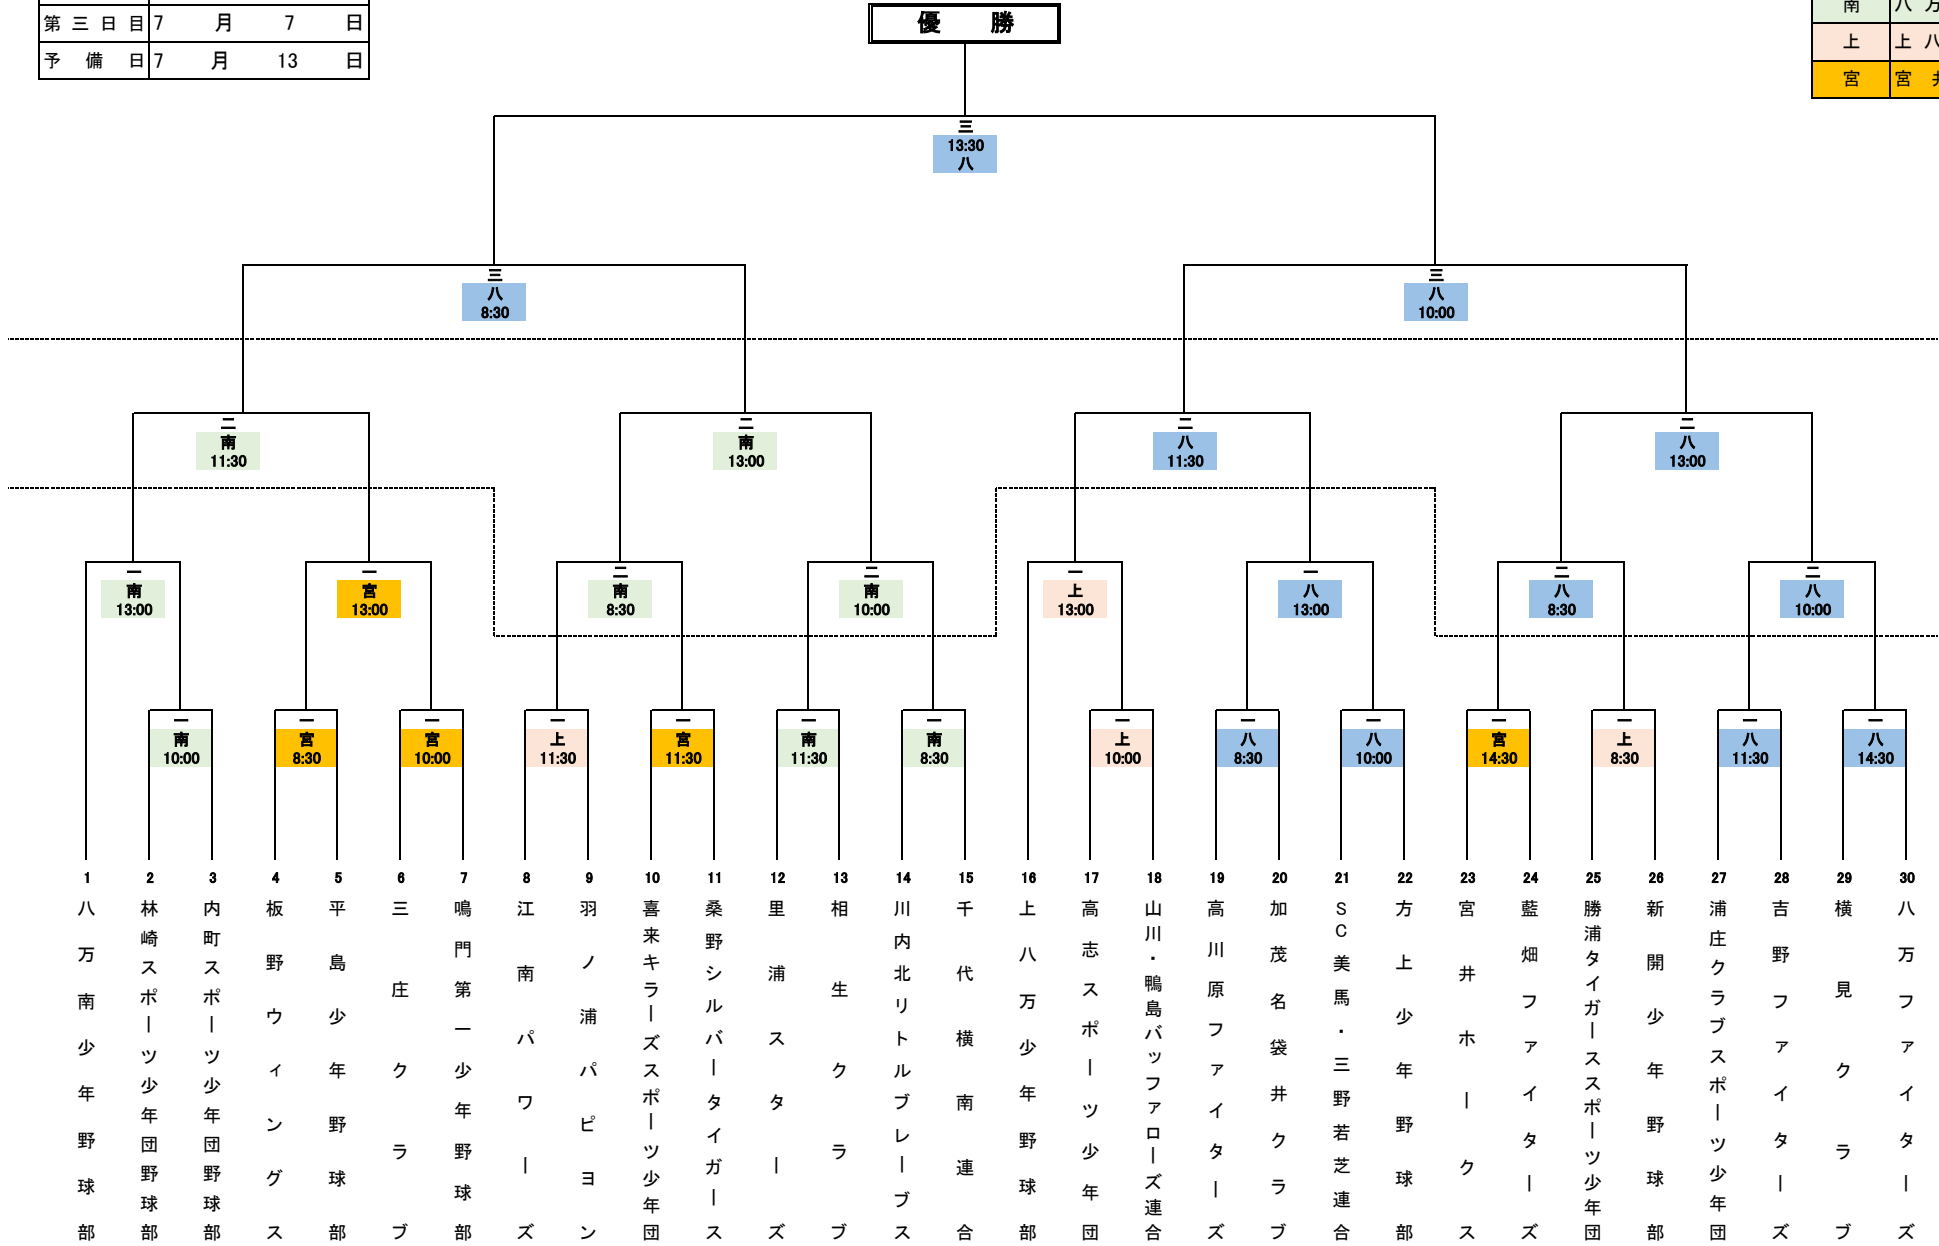 第三日目 7 月 7 日
予備日 7 月 13 日
優 勝
南 八万
上 上八
宮 宮
三
13:30
八
三
八
8:30
三
八
10:00
二
南
11:30
二
南
13:00
二
八
11:30
二
八
13:00
一
南
13:00
一
宮
13:00
二
南
8:30
二
南
10:00
一
上
13:00
一
八
13:00
二
八
8:30
二
八
10:00
一
南
10:00
一
宮
8:30
一
宮
10:00
一
上
11:30
一
宮
11:30
一
南
11:30
一
南
8:30
一
上
10:00
一
八
8:30
一
八
10:00
一
宮
14:30
一
上
8:30
一
八
11:30
一
八
14:30
1 八万南少年野球部
2 林崎スポーツ少年団野球部
3 内町スポーツ少年団野球部
4 板野ウィングス
5 平島少年野球部
6 三庄クラブ
7 鳴門第一少年野球部
8 江南パワーズ
9 羽ノ浦パピヨン
10 喜来キラーズスポーツ少年団
11 桑野シルバータイガース
12 里浦スターズ
13 相生クラブ
14 川内北リトルブレーブス
15 千代横南連合
16 上八万少年野球部
17 高志スポーツ少年団
18 山川・鴨島バッファローズ連合
19 高川原ファイターズ
20 加茂名袋井クラブ
21 SC美馬・三野若芝連合
22 方上少年野球部
23 宮井ホークス
24 藍畑ファイターズ
25 勝浦タイガーススポーツ少年団
26 新開少年野球部
27 浦庄クラブスポーツ少年団
28 吉野ファイターズ
29 横見クラブ
30 八万ファイターズ